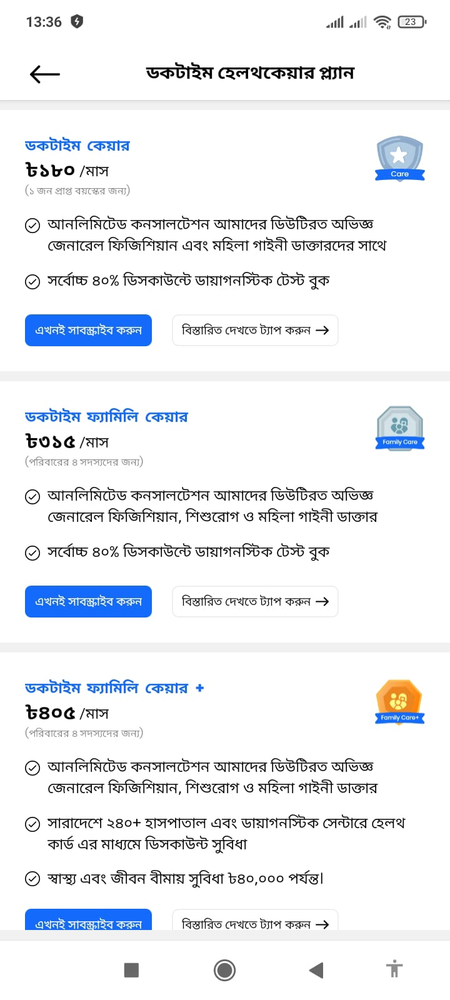 13:36
23
ডকটাইম হেলথকেয়ার প্ল্যান
ডকটাইম কেয়ার
৳১৮০ /মাস
(১ জন প্রাপ্ত বয়স্কের জন্য)
Care
আনলিমিটেড কনসালটেশন আমাদের ডিউটিরত অভিজ্ঞ
জেনারেল ফিজিশিয়ান এবং মহিলা গাইনী ডাক্তারদের সাথে
সর্বোচ্চ ৪০% ডিসকাউন্টে ডায়াগনস্টিক টেস্ট বুক
এখনই সাবস্ক্রাইব করুন
বিস্তারিত দেখতে ট্যাপ করুন →
ডকটাইম ফ্যামিলি কেয়ার
৳৩১৫ /মাস
(পরিবারের ৪ সদস্যদের জন্য)
Family Care
আনলিমিটেড কনসালটেশন আমাদের ডিউটিরত অভিজ্ঞ
জেনারেল ফিজিশিয়ান, শিশুরোগ ও মহিলা গাইনী ডাক্তার
সর্বোচ্চ ৪০% ডিসকাউন্টে ডায়াগনস্টিক টেস্ট বুক
এখনই সাবস্ক্রাইব করুন
বিস্তারিত দেখতে ট্যাপ করুন →
ডকটাইম ফ্যামিলি কেয়ার +
৳৪০৫ /মাস
(পরিবারের ৪ সদস্যদের জন্য)
Family Care+
আনলিমিটেড কনসালটেশন আমাদের ডিউটিরত অভিজ্ঞ
জেনারেল ফিজিশিয়ান, শিশুরোগ ও মহিলা গাইনী ডাক্তার
সারাদেশে ২৪০+ হাসপাতাল এবং ডায়াগনস্টিক সেন্টারে হেলথ
কার্ড এর মাধ্যমে ডিসকাউন্ট সুবিধা
স্বাস্থ্য এবং জীবন বীমায় সুবিধা ৳৪০,০০০ পর্যন্ত।
এখনই সাবস্ক্রাইব করুন
বিস্তারিত দেখতে ট্যাপ করুন →